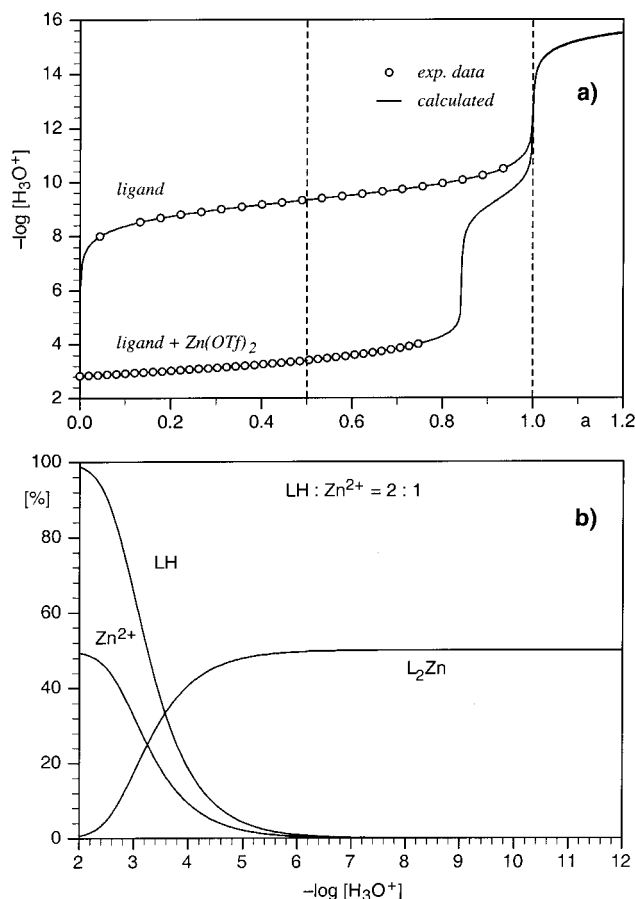 16
14
12
10
8
6
4
2
–log [H₃O⁺]
exp. data
calculated
a)
ligand
ligand + Zn(OTf)₂
0.0 0.2 0.4 0.6 0.8 1.0 a 1.2
100
80
60
40
20
0
[%]
LH : Zn²⁺ = 2 : 1
b)
LH
Zn²⁺
L₂Zn
2 3 4 5 6 7 8 9 10 11 12
–log [H₃O⁺]